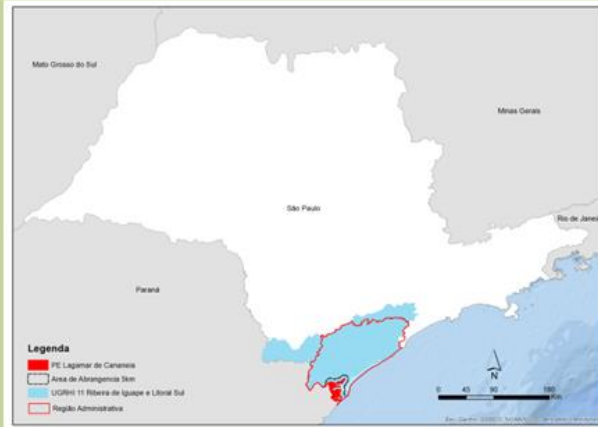 Mato Grosso do Sul
Minas Gerais
São Paulo
Rio de Janei
Paraná
Legenda
PE Lagamar de Cananeia
Área de Abrangencia 5km
UGRHI 11 Ribeira de Iguape e Litoral Sul
Região Administrativa
N
0 45 90 180
Km